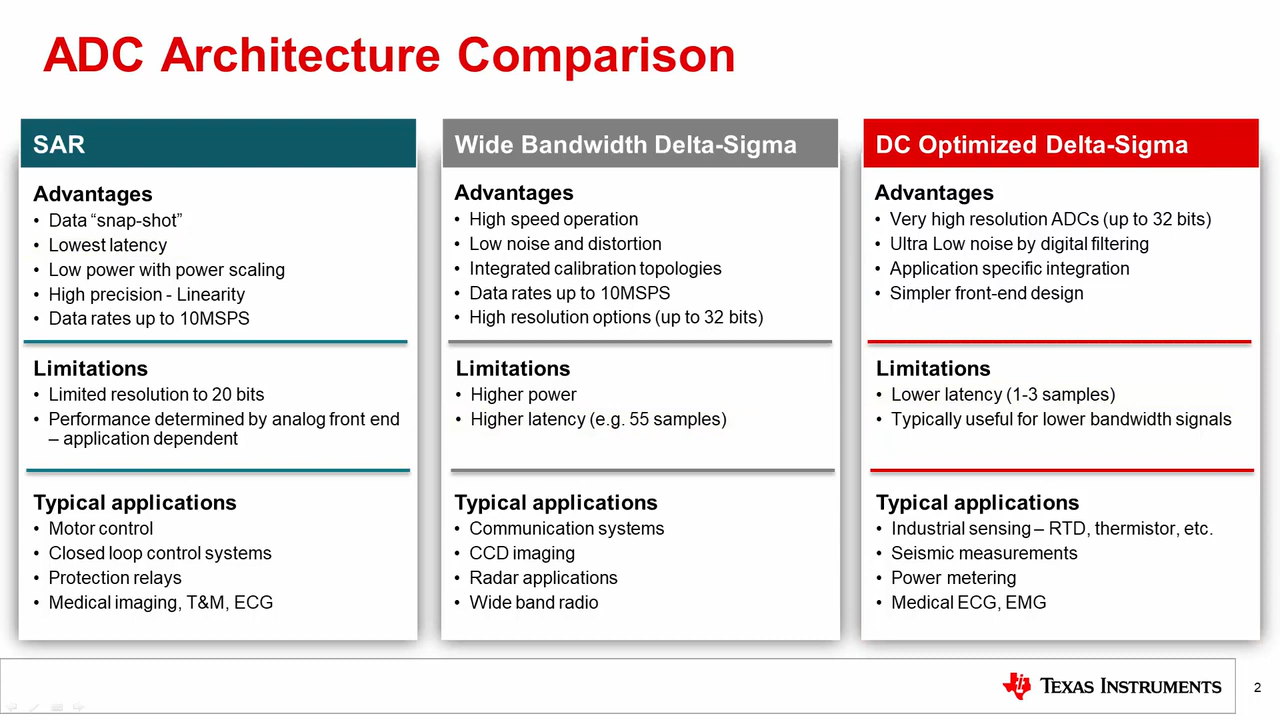 ADC Architecture Comparison
SAR
Advantages
• Data “snap-shot”
• Lowest latency
• Low power with power scaling
• High precision - Linearity
• Data rates up to 10MSPS
Limitations
• Limited resolution to 20 bits
• Performance determined by analog front end
– application dependent
Typical applications
• Motor control
• Closed loop control systems
• Protection relays
• Medical imaging, T&M, ECG
Wide Bandwidth Delta-Sigma
Advantages
• High speed operation
• Low noise and distortion
• Integrated calibration topologies
• Data rates up to 10MSPS
• High resolution options (up to 32 bits)
Limitations
• Higher power
• Higher latency (e.g. 55 samples)
Typical applications
• Communication systems
• CCD imaging
• Radar applications
• Wide band radio
DC Optimized Delta-Sigma
Advantages
• Very high resolution ADCs (up to 32 bits)
• Ultra Low noise by digital filtering
• Application specific integration
• Simpler front-end design
Limitations
• Lower latency (1-3 samples)
• Typically useful for lower bandwidth signals
Typical applications
• Industrial sensing – RTD, thermistor, etc.
• Seismic measurements
• Power metering
• Medical ECG, EMG
TEXAS INSTRUMENTS
2